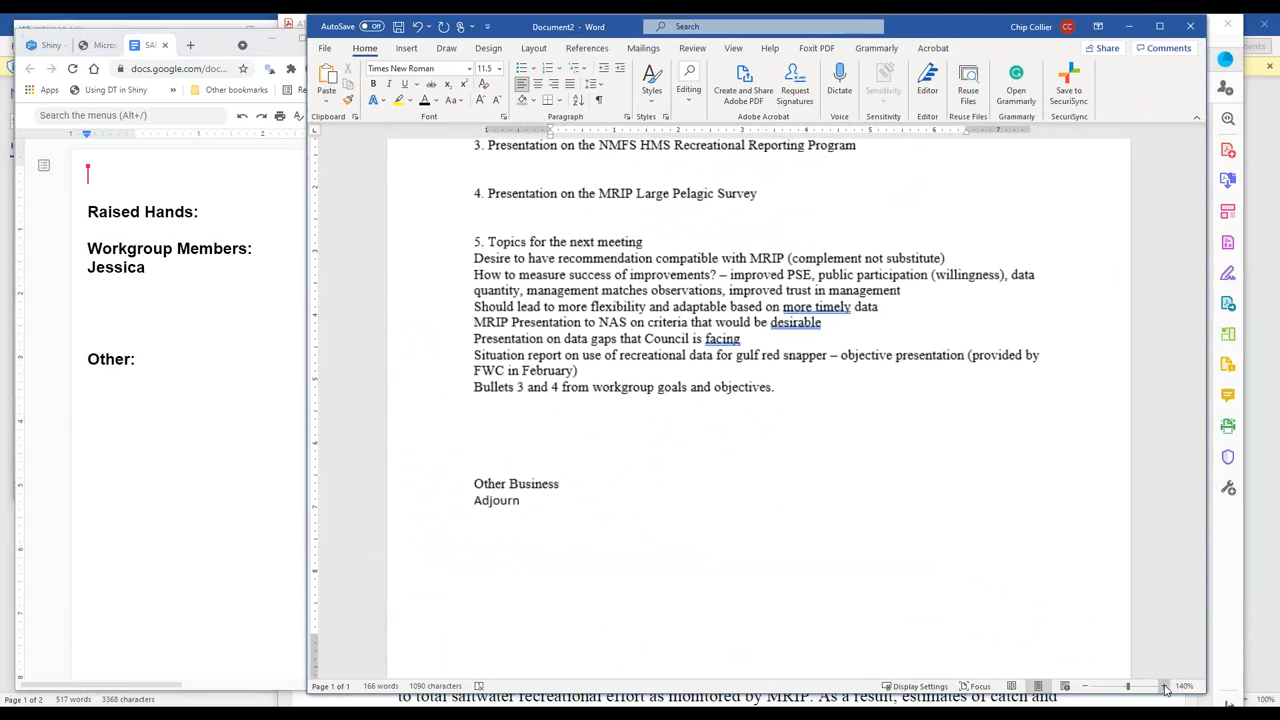 AutoSave Off Document2 - Word Search Chip Collier CC
File Home Insert Draw Design Layout References Mailings Review View Help Foxit PDF Grammarly Acrobat Share Comments
Times New Roman 11.5
Paste Styles Editing Create and Share Adobe PDF Request Signatures Dictate Sensitivity Editor Reuse Files Open Grammarly Save to SecuriSync
Clipboard Font Paragraph Styles Adobe Acrobat Voice Sensitivity Editor Reuse Files Grammarly SecuriSync
Shiny Micro SA
docs.google.com/doc...
Apps Using DT in Shiny Other bookmarks
Search the menus (Alt+/)
Raised Hands:
Workgroup Members:
Jessica
Other:
3. Presentation on the NMFS HMS Recreational Reporting Program
4. Presentation on the MRIP Large Pelagic Survey
5. Topics for the next meeting
Desire to have recommendation compatible with MRIP (complement not substitute)
How to measure success of improvements? – improved PSE, public participation (willingness), data
quantity, management matches observations, improved trust in management
Should lead to more flexibility and adaptable based on more timely data
MRIP Presentation to NAS on criteria that would be desirable
Presentation on data gaps that Council is facing
Situation report on use of recreational data for gulf red snapper – objective presentation (provided by
FWC in February)
Bullets 3 and 4 from workgroup goals and objectives.
Other Business
Adjourn
Page 1 of 1 166 words 1090 characters Display Settings Focus 140%
Page 1 of 2 517 words 3368 characters
to total saltwater recreational effort as monitored by MRIP. As a result, estimates of catch and
100%